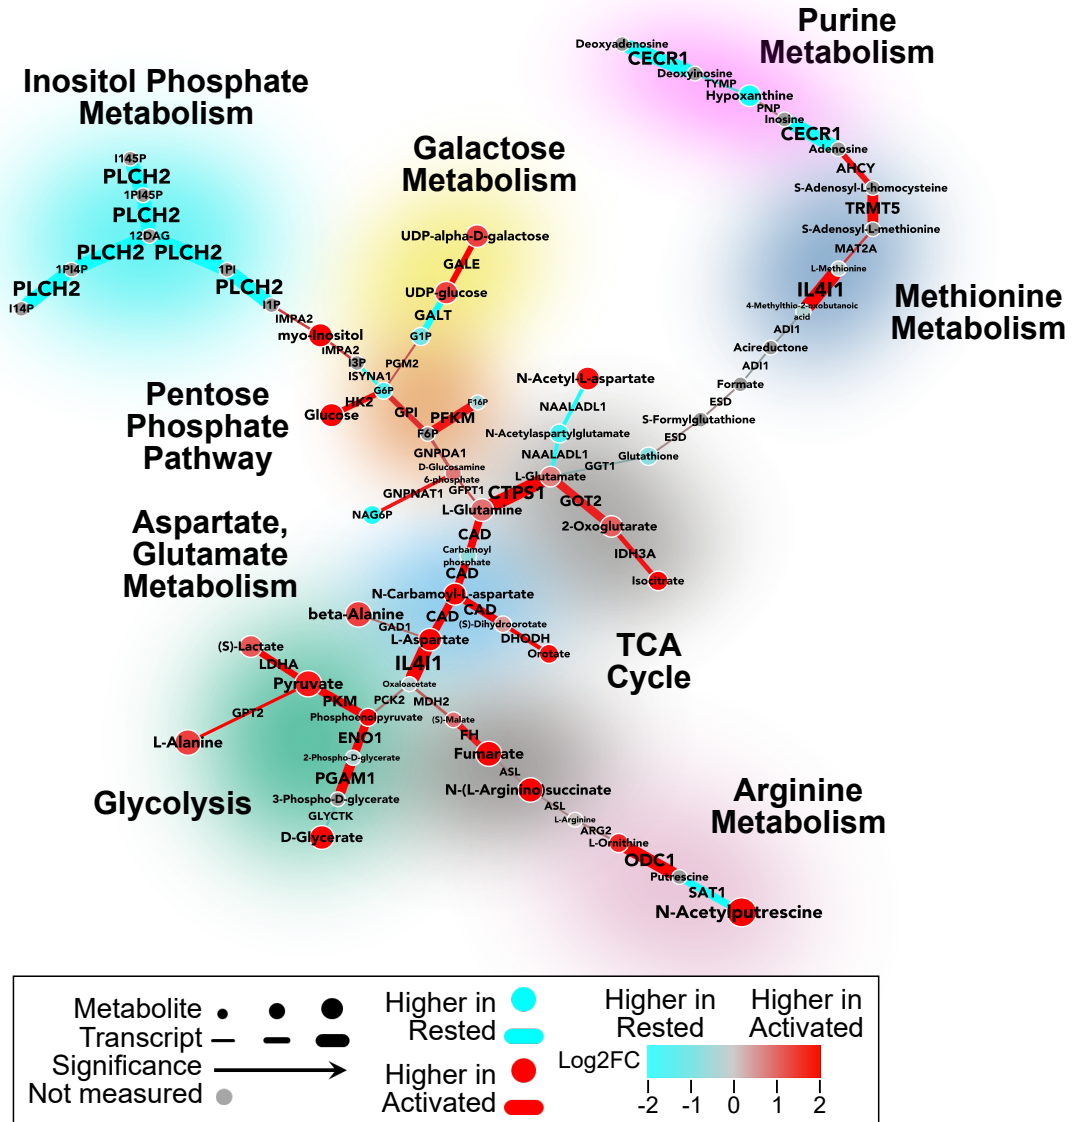 Purine
Metabolism
Deoxyadenosine
CECR1
Deoxyinosine
TYMP
Hypoxanthine
PNP
Inosine
CECR1
Adenosine
AHCY
S-Adenosyl-L-homocysteine
TRMT5
S-Adenosyl-L-methionine
MAT2A
L-Methionine
IL4I1
4-Methylthio-2-oxobutanoic
acid
ADI1
Acireductone
ADI1
Formate
ESD
S-Formylglutathione
ESD
Glutathione
GGT1
Methionine
Metabolism
Inositol Phosphate
Metabolism
I145P
PLCH2
1PI45P
PLCH2
12DAG
PLCH2 PLCH2
1PI4P
1PI
PLCH2
PLCH2
I14P
I1P
IMPA2
myo-Inositol
IMPA2
I3P
ISYNA1
G6P
Galactose
Metabolism
UDP-alpha-D-galactose
GALE
UDP-glucose
GALT
G1P
PGM2
Pentose
Phosphate
Pathway
HK2
Glucose
GPI
PFKM
F16P
F6P
GNPDA1
D-Glucosamine
6-phosphate
GNPNAT1
GFPT1
NAG6P
L-Glutamine
CTPS1
N-Acetyl-L-aspartate
NAALADL1
N-Acetylaspartylglutamate
NAALADL1
L-Glutamate
GOT2
2-Oxoglutarate
IDH3A
Isocitrate
TCA
Cycle
Aspartate,
Glutamate
Metabolism
CAD
Carbamoyl
phosphate
CAD
N-Carbamoyl-L-aspartate
CAD
CAD
(S)-Dihydroorotate
DHODH
Orotate
beta-Alanine
GAD1
L-Aspartate
IL4I1
Oxaloacetate
PCK2
MDH2
(S)-Lactate
LDHA
Pyruvate
PKM
Phosphoenolpyruvate
GPT2
L-Alanine
ENO1
2-Phospho-D-glycerate
PGAM1
3-Phospho-D-glycerate
GLYCTK
D-Glycerate
Glycolysis
(S)-Malate
FH
Fumarate
ASL
N-(L-Arginino)succinate
ASL
L-Arginine
ARG2
L-Ornithine
ODC1
Putrescine
SAT1
N-Acetylputrescine
Arginine
Metabolism
Metabolite
Transcript
Significance
Not measured
Higher in
Rested
Higher in
Activated
Higher in
Rested
Higher in
Activated
Log2FC
-2 -1 0 1 2